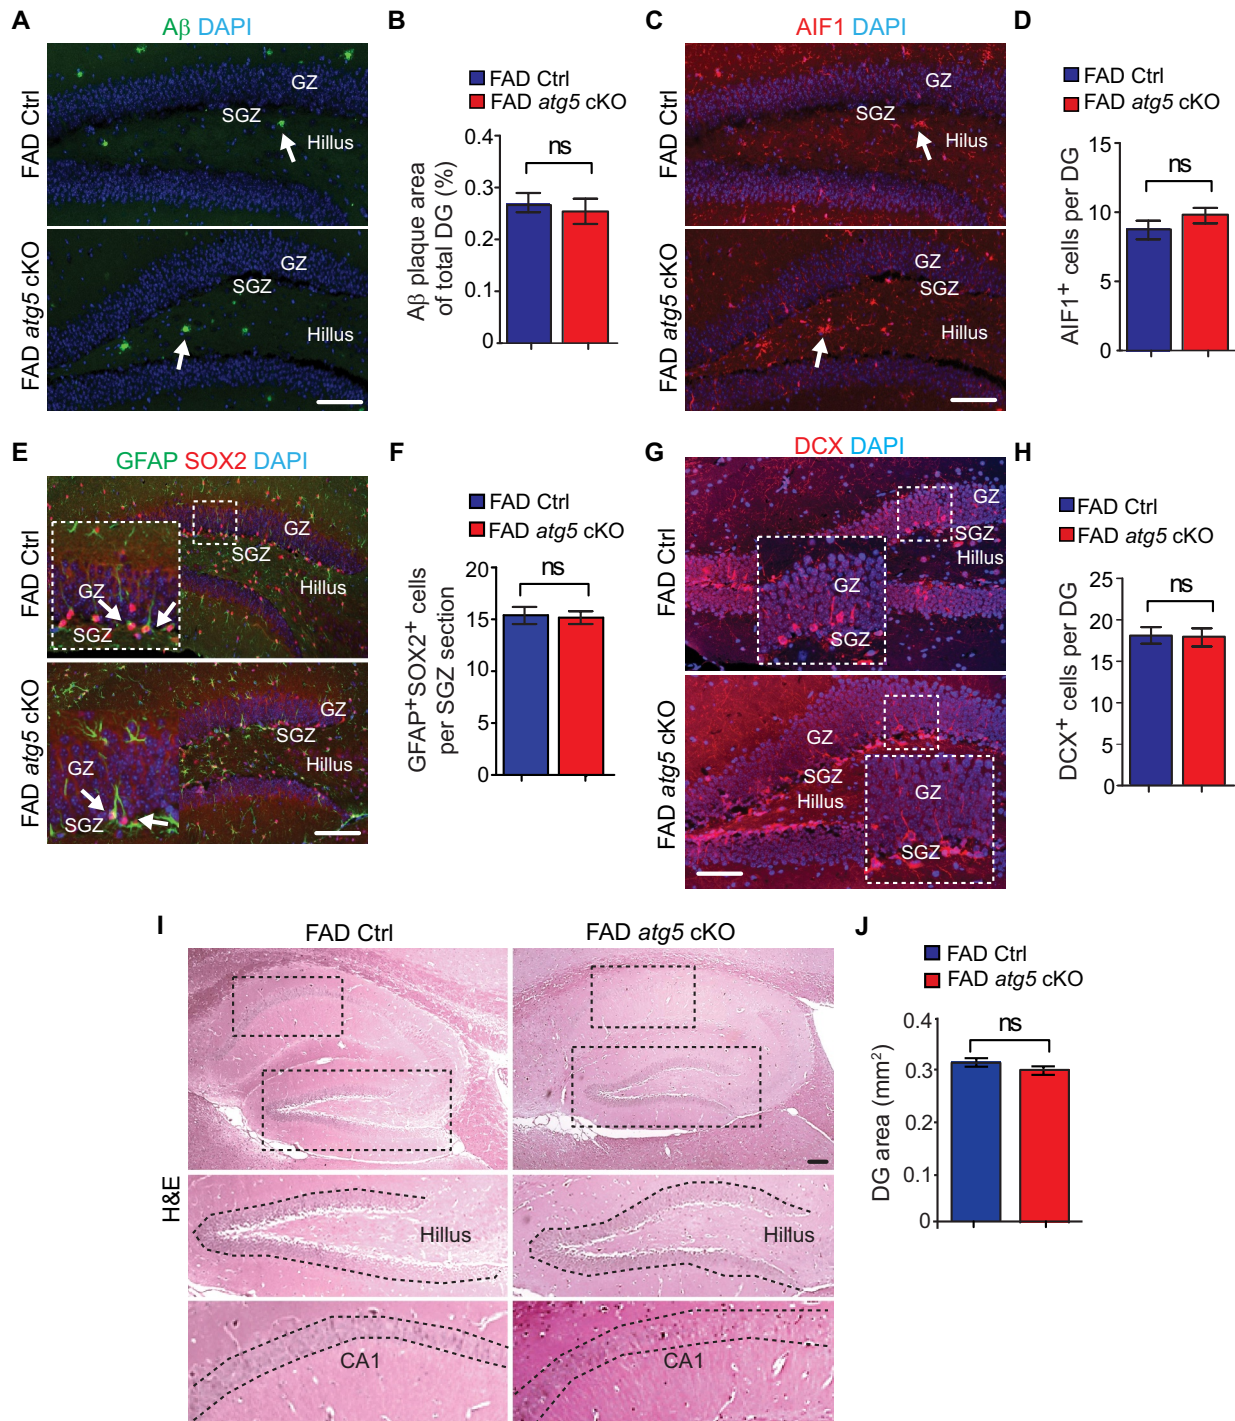 A
Aβ DAPI
FAD Ctrl
GZ
SGZ
Hillus
FAD atg5 cKO
GZ
SGZ
Hillus
B
FAD Ctrl
FAD atg5 cKO
Aβ plaque area
of total DG (%)
0.4
0.3
0.2
0.1
0
ns
C
AIF1 DAPI
FAD Ctrl
GZ
SGZ
Hillus
FAD atg5 cKO
GZ
SGZ
Hillus
D
FAD Ctrl
FAD atg5 cKO
AIF1⁺ cells per DG
15
10
5
0
ns
E
GFAP SOX2 DAPI
FAD Ctrl
GZ
SGZ
Hillus
GZ
SGZ
FAD atg5 cKO
GZ
SGZ
Hillus
GZ
SGZ
F
FAD Ctrl
FAD atg5 cKO
GFAP⁺SOX2⁺ cells
per SGZ section
20
15
15
5
0
ns
G
DCX DAPI
FAD Ctrl
GZ
SGZ
Hillus
GZ
SGZ
FAD atg5 cKO
GZ
SGZ
Hillus
GZ
SGZ
H
FAD Ctrl
FAD atg5 cKO
DCX⁺ cells per DG
25
20
15
10
5
0
ns
I
FAD Ctrl
FAD atg5 cKO
H&E
Hillus
Hillus
CA1
CA1
J
FAD Ctrl
FAD atg5 cKO
DG area (mm²)
0.4
0.3
0.2
0.1
0
ns